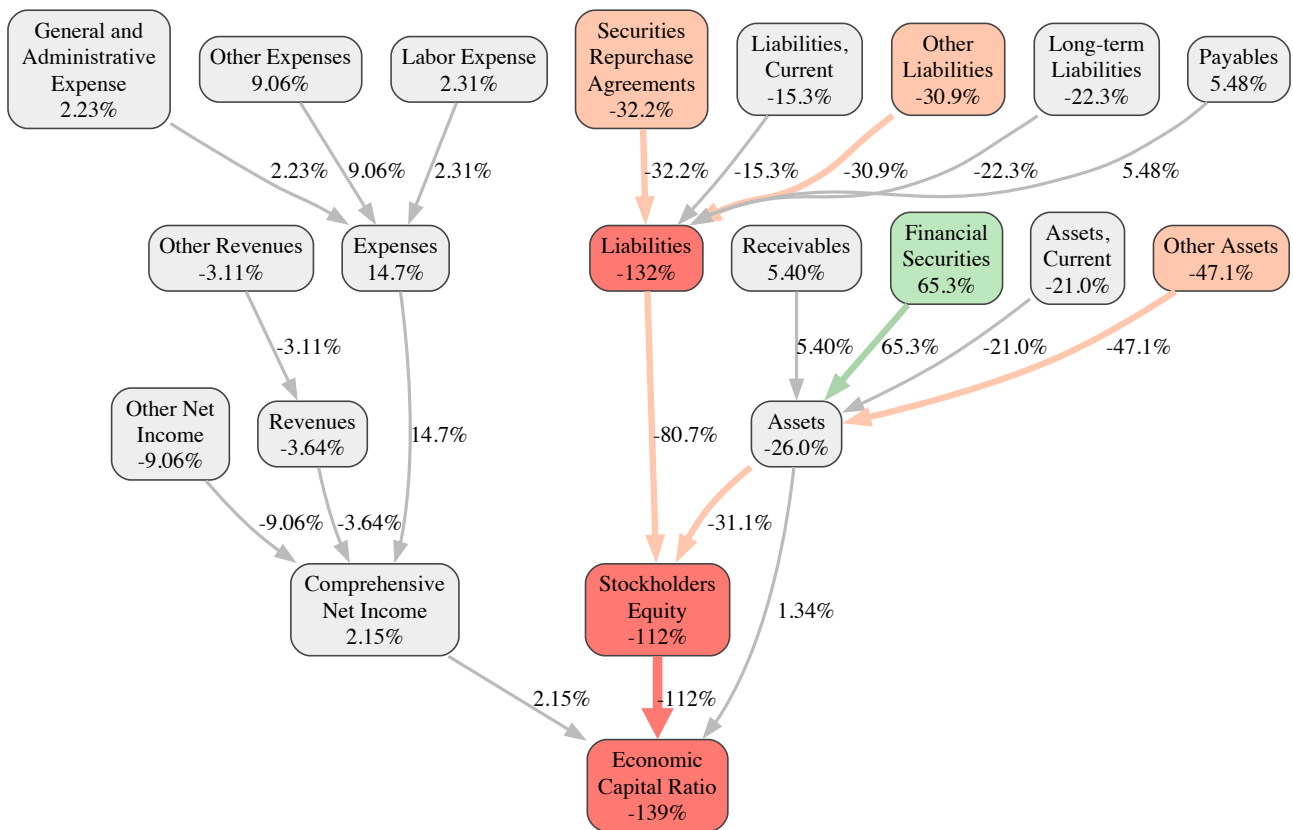 General and
Administrative
Expense
2.23%
Other Expenses
9.06%
Labor Expense
2.31%
Securities
Repurchase
Agreements
-32.2%
Liabilities,
Current
-15.3%
Other
Liabilities
-30.9%
Long-term
Liabilities
-22.3%
Payables
5.48%
2.23%
9.06%
2.31%
-32.2%
-15.3%
-30.9%
-22.3%
5.48%
Other Revenues
-3.11%
Expenses
14.7%
Liabilities
-132%
Receivables
5.40%
Financial
Securities
65.3%
Assets,
Current
-21.0%
Other Assets
-47.1%
-3.11%
5.40%
65.3%
-21.0%
-47.1%
Other Net
Income
-9.06%
Revenues
-3.64%
14.7%
-80.7%
Assets
-26.0%
-9.06%
-3.64%
-31.1%
Comprehensive
Net Income
2.15%
Stockholders
Equity
-112%
1.34%
2.15%
-112%
Economic
Capital Ratio
-139%